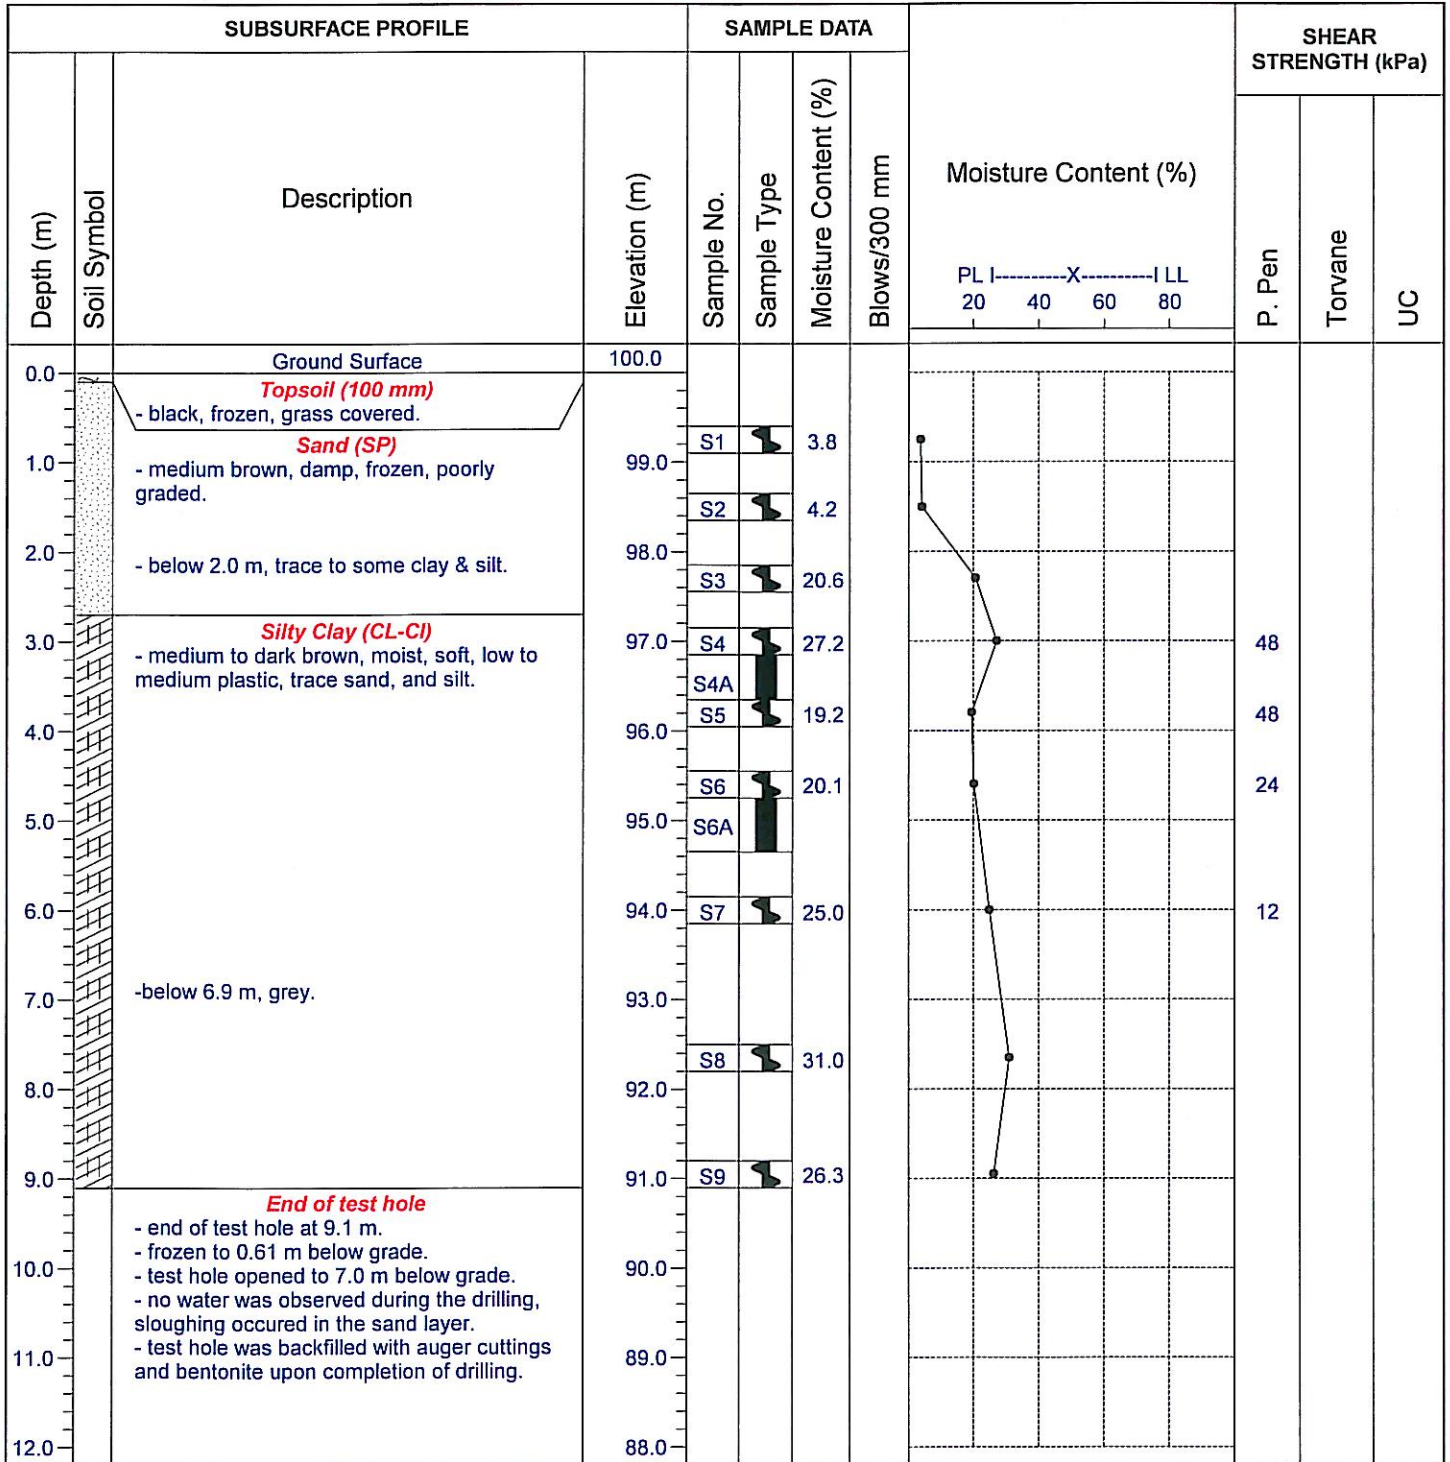 SUBSURFACE PROFILE
SAMPLE DATA
SHEAR
STRENGTH (kPa)
Depth (m)
Soil Symbol
Description
Elevation (m)
Sample No.
Sample Type
Moisture Content (%)
Blows/300 mm
Moisture Content (%)
PL I----------X----------I LL
20 40 60 80
P. Pen
Torvane
UC
Ground Surface 100.0
0.0
Topsoil (100 mm)
- black, frozen, grass covered.
Sand (SP)
S1 3.8
1.0 - medium brown, damp, frozen, poorly 99.0
graded.
S2 4.2
2.0 98.0
- below 2.0 m, trace to some clay & silt.
S3 20.6
Silty Clay (CL-CI)
3.0 97.0 S4 27.2 48
- medium to dark brown, moist, soft, low to
medium plastic, trace sand, and silt.
S4A
S5 19.2 48
4.0 96.0
S6 20.1 24
5.0 95.0 S6A
6.0 94.0 S7 25.0 12
-below 6.9 m, grey.
7.0 93.0
S8 31.0
8.0 92.0
9.0 91.0 S9 26.3
End of test hole
- end of test hole at 9.1 m.
- frozen to 0.61 m below grade.
10.0 - test hole opened to 7.0 m below grade. 90.0
- no water was observed during the drilling,
sloughing occured in the sand layer.
- test hole was backfilled with auger cuttings
11.0 89.0
and bentonite upon completion of drilling.
12.0 88.0